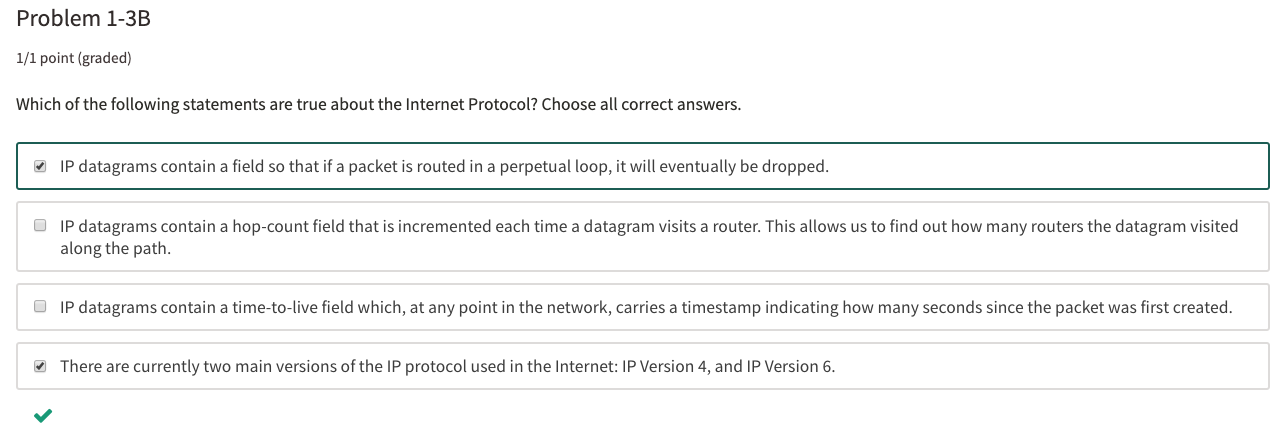 Problem 1-3B
1/1 point (graded)
Which of the following statements are true about the Internet Protocol? Choose all correct answers.
IP datagrams contain a field so that if a packet is routed in a perpetual loop, it will eventually be dropped.
IP datagrams contain a hop-count field that is incremented each time a datagram visits a router. This allows us to find out how many routers the datagram visited
along the path.
IP datagrams contain a time-to-live field which, at any point in the network, carries a timestamp indicating how many seconds since the packet was first created.
There are currently two main versions of the IP protocol used in the Internet: IP Version 4, and IP Version 6.